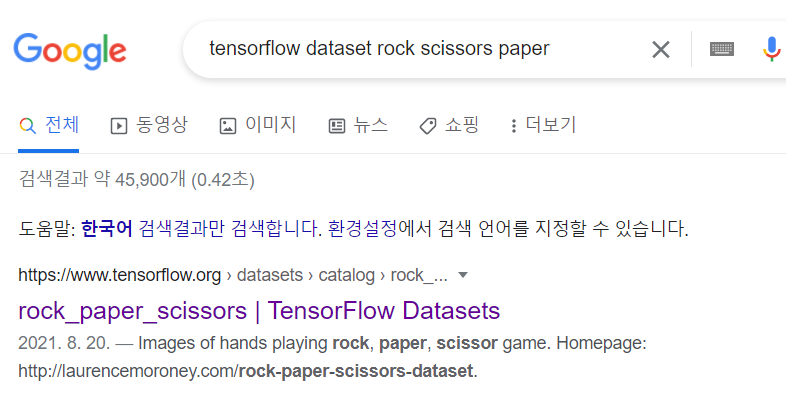 Google
tensorflow dataset rock scissors paper
전체 동영상 이미지 뉴스 쇼핑 더보기
검색결과 약 45,900개 (0.42초)
도움말: 한국어 검색결과만 검색합니다. 환경설정에서 검색 언어를 지정할 수 있습니다.
https://www.tensorflow.org › datasets › catalog › rock_...
rock_paper_scissors | TensorFlow Datasets
2021. 8. 20. — Images of hands playing rock, paper, scissor game. Homepage:
http://laurencemoroney.com/rock-paper-scissors-dataset.